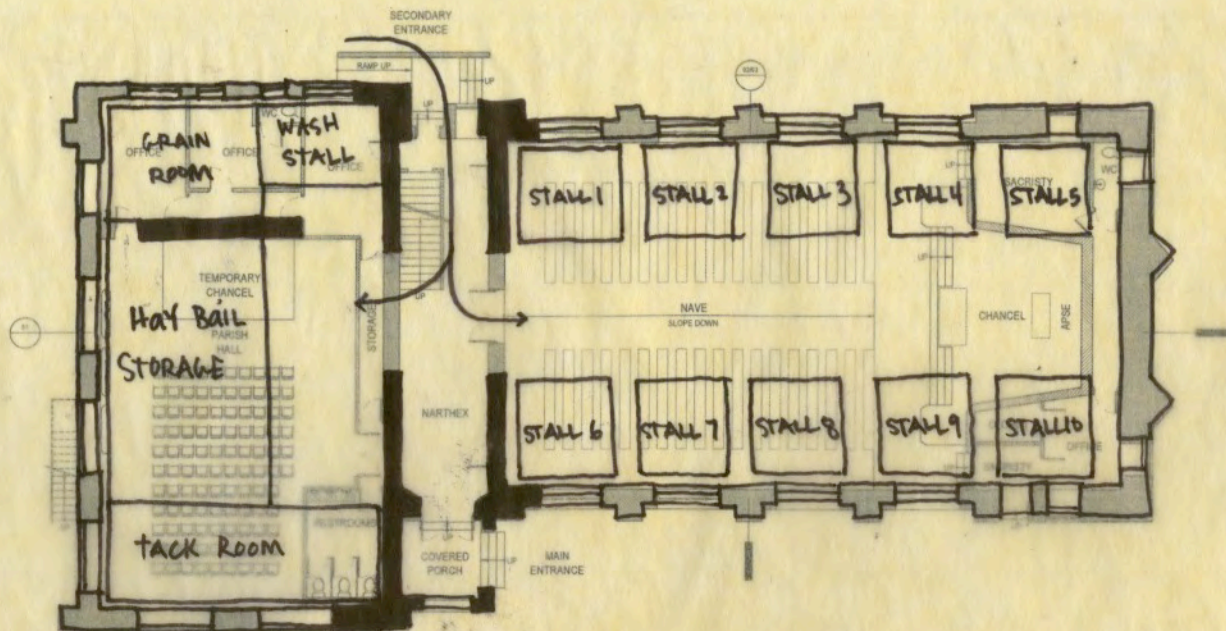 SECONDARY
ENTRANCE
RAMP UP
UP
UP
WC
GRAIN
ROOM
OFFICE
OFFICE
WASH
STALL
OFFICE
STALL 1
STALL 2
STALL 3
STALL 4
STALL 5
UP
SACRISTY
WC
TEMPORARY
CHANCEL
HAY BAIL
PARISH
HALL
STORAGE
STORAGE
UP
UP
NAVE
SLOPE DOWN
CHANCEL
APSE
NARTHEX
STALL 6
STALL 7
STALL 8
STALL 9
STALL 10
OFFICE
UP
TACK ROOM
RESTROOMS
COVERED
PORCH
UP
UP
MAIN
ENTRANCE